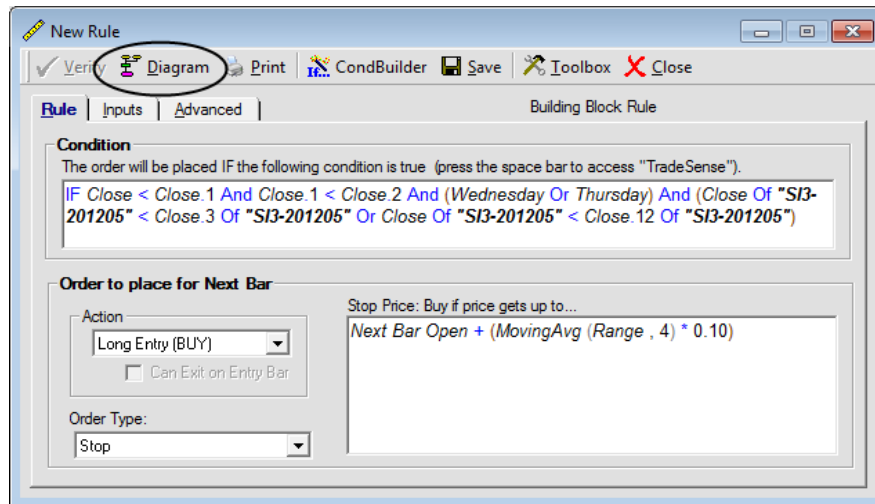 New Rule
Verify Diagram Print If... CondBuilder Save Toolbox Close
Rule Inputs Advanced Building Block Rule
Condition
The order will be placed IF the following condition is true (press the space bar to access "TradeSense").
IF Close < Close.1 And Close.1 < Close.2 And (Wednesday Or Thursday) And (Close Of "SI3-
201205" < Close.3 Of "SI3-201205" Or Close Of "SI3-201205" < Close.12 Of "SI3-201205")
Order to place for Next Bar
Action
Long Entry (BUY)
Can Exit on Entry Bar
Order Type:
Stop
Stop Price: Buy if price gets up to...
Next Bar Open + (MovingAvg (Range , 4) * 0.10)